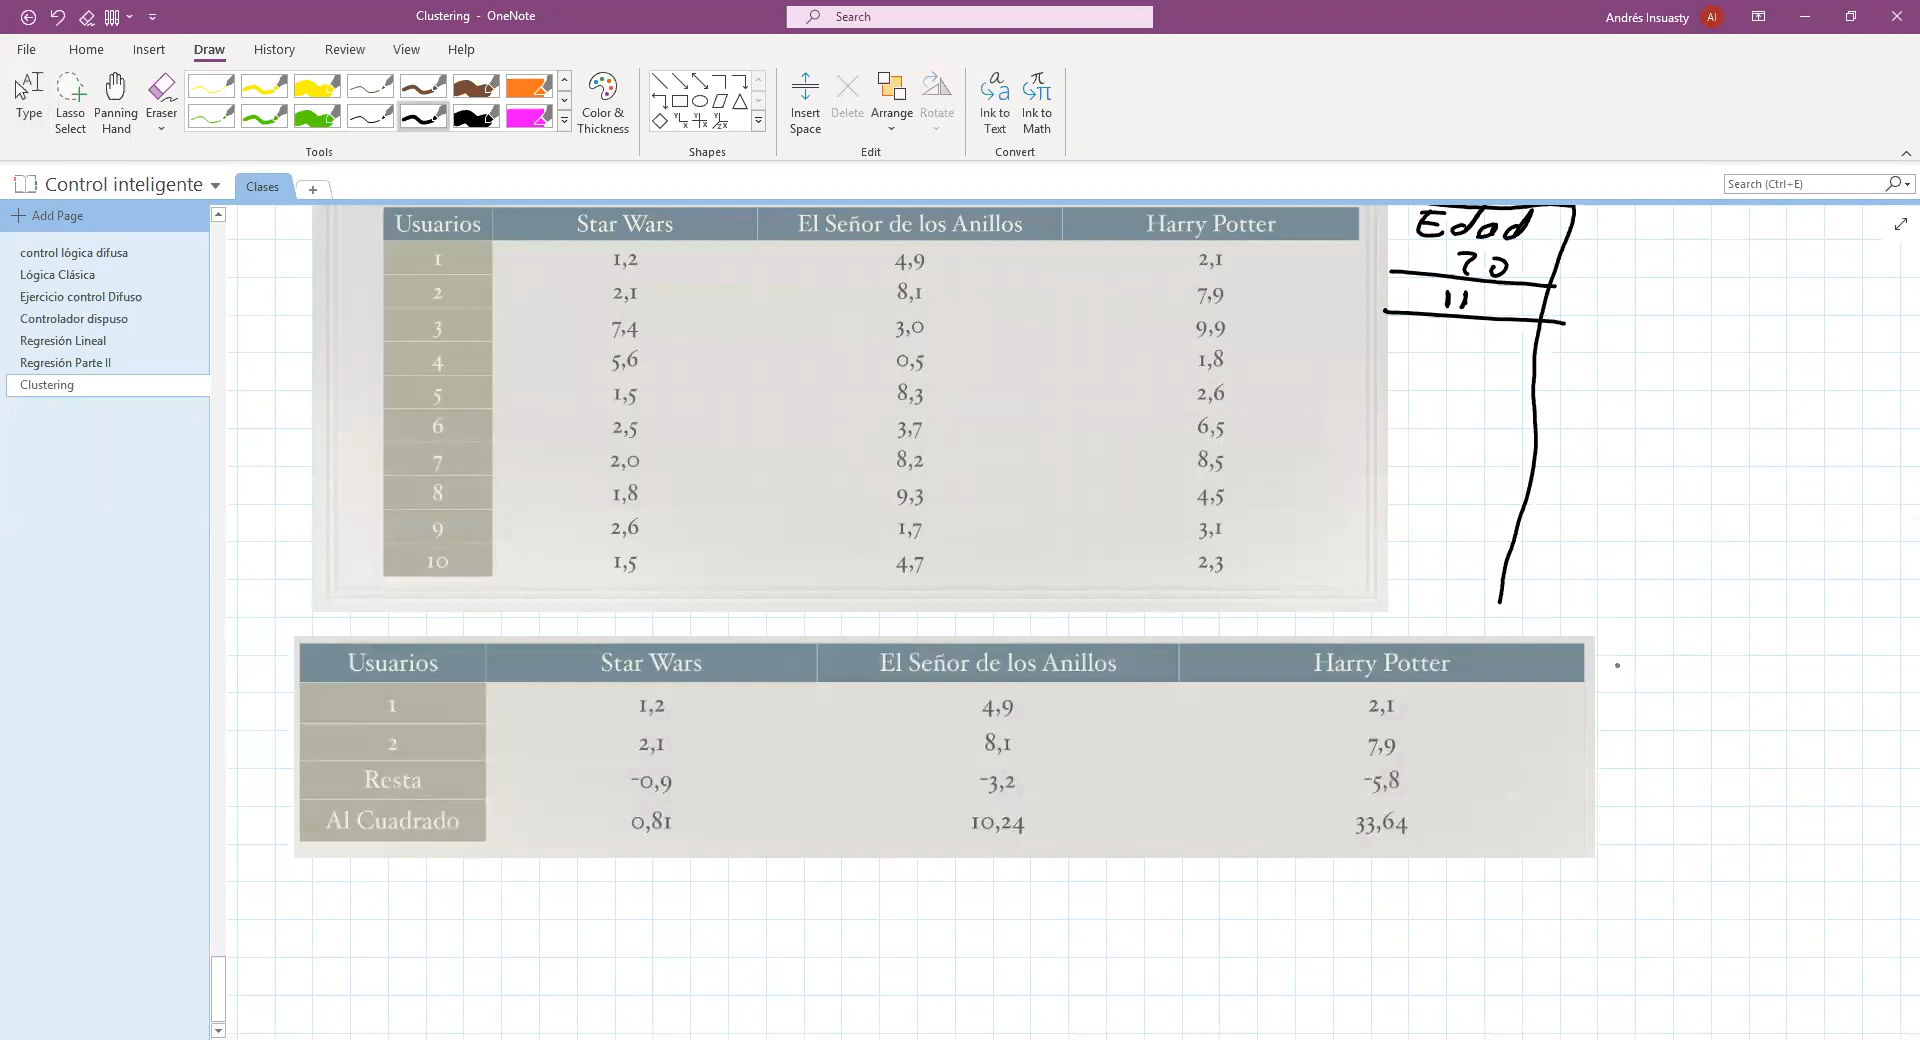 Clustering - OneNote
Search
Andrés Insuasty
AI
File Home Insert Draw History Review View Help
Type
Lasso Select
Panning Hand
Eraser
Color & Thickness
Insert Space
Delete
Arrange
Rotate
Ink to Text
Ink to Math
Tools
Shapes
Edit
Convert
Control inteligente
Clases
Search (Ctrl+E)
Add Page
control lógica difusa
Lógica Clásica
Ejercicio control Difuso
Controlador dispuso
Regresión Lineal
Regresión Parte II
Clustering
Usuarios Star Wars El Señor de los Anillos Harry Potter
1 1,2 4,9 2,1
2 2,1 8,1 7,9
3 7,4 3,0 9,9
4 5,6 0,5 1,8
5 1,5 8,3 2,6
6 2,5 3,7 6,5
7 2,0 8,2 8,5
8 1,8 9,3 4,5
9 2,6 1,7 3,1
10 1,5 4,7 2,3
Edad
11
Usuarios Star Wars El Señor de los Anillos Harry Potter
1 1,2 4,9 2,1
2 2,1 8,1 7,9
Resta -0,9 -3,2 -5,8
Al Cuadrado 0,81 10,24 33,64